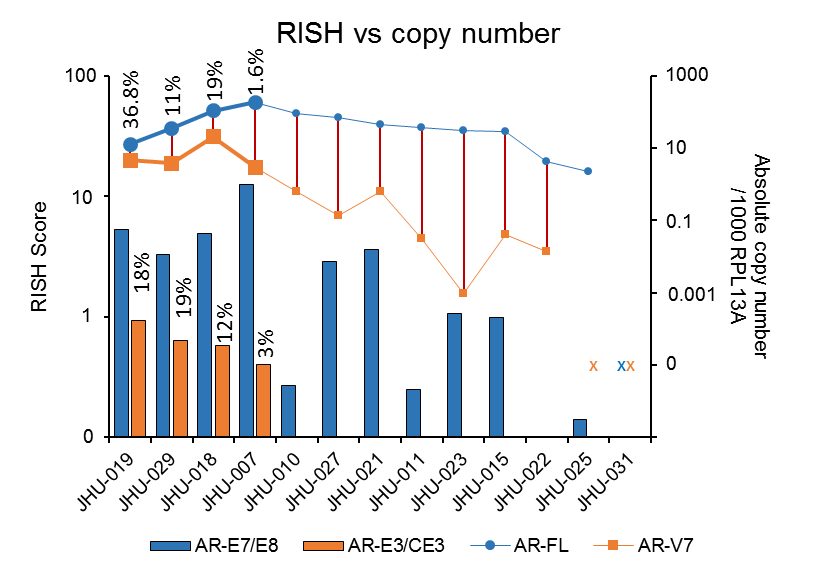 RISH vs copy number
100
10
1
0
RISH Score
36.8%
11%
19%
1.6%
18%
19%
12%
3%
1000
10
0.1
0.001
0
Absolute copy number
/1000 RPL13A
x
x
x
JHU-019
JHU-029
JHU-018
JHU-007
JHU-010
JHU-027
JHU-021
JHU-011
JHU-023
JHU-015
JHU-022
JHU-025
JHU-031
AR-E7/E8
AR-E3/CE3
AR-FL
AR-V7